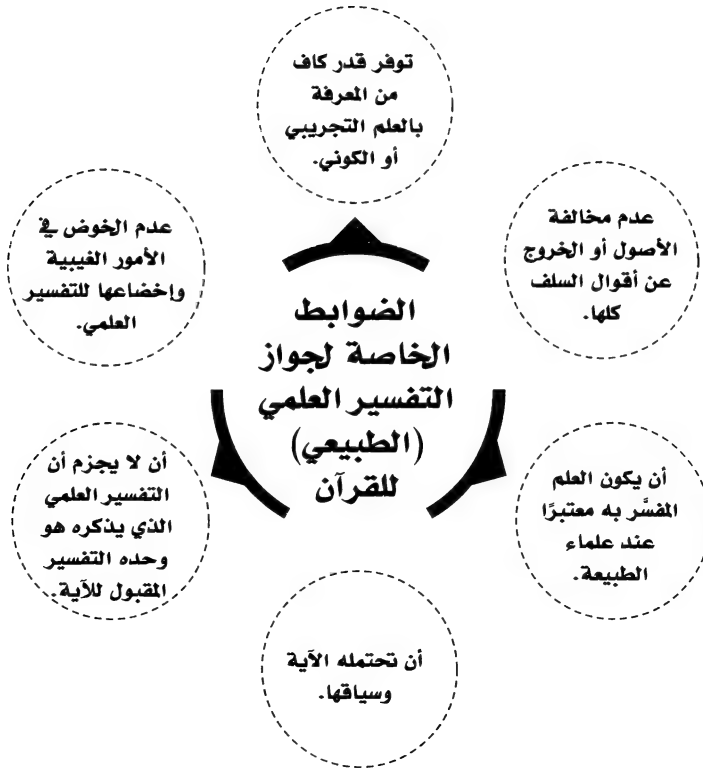 توفر قدر كاف
من المعرفة
بالعلم التجريبي
أو الكوني.
عدم مخالفة
الأصول أو الخروج
عن أقوال السلف
كلها.
أن يكون العلم
المفسَّر به معتبرًا
عند علماء
الطبيعة.
أن تحتمله الآية
وسياقها.
أن لا يجزم أن
التفسير العلمي
الذي يذكره هو
وحده التفسير
المقبول للآية.
عدم الخوض في
الأمور الغيبية
وإخضاعها للتفسير
العلمي.
الضوابط
الخاصة لجواز
التفسير العلمي
(الطبيعي)
للقرآن